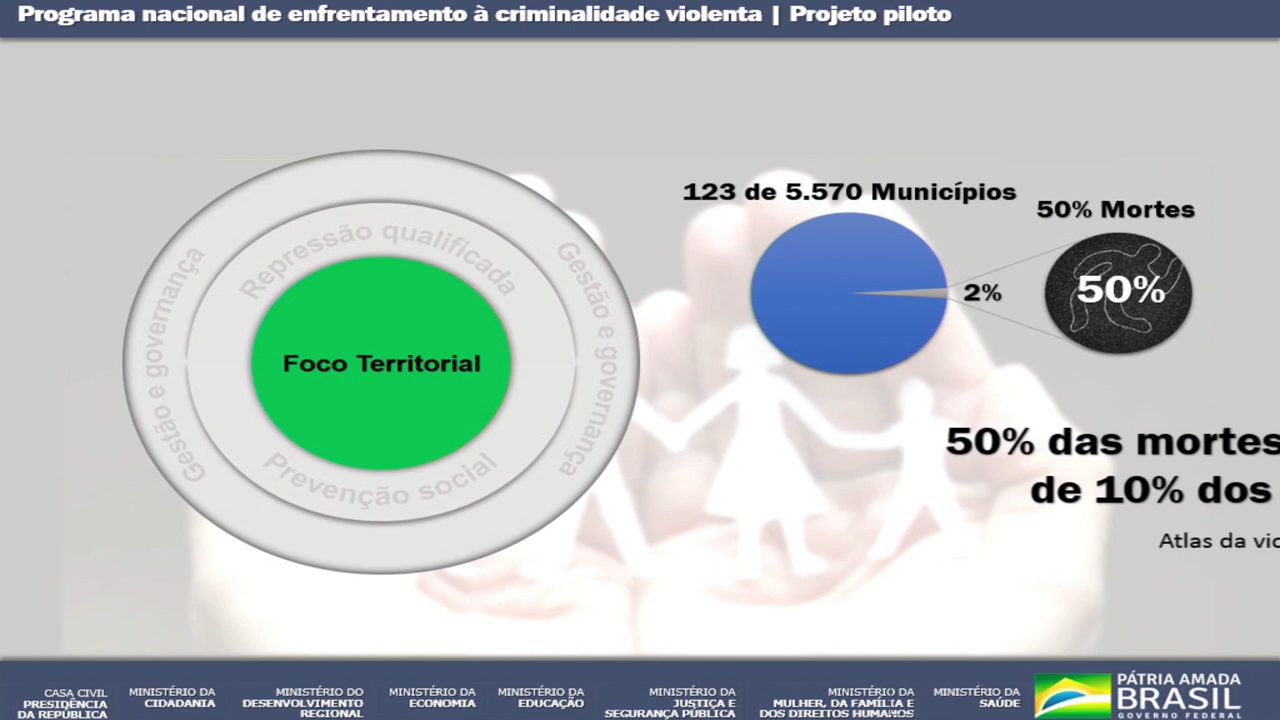 Programa nacional de enfrentamento à criminalidade violenta | Projeto piloto
Gestão e governança
Repressão qualificada
Foco Territorial
Prevenção social
Gestão e governança
123 de 5.570 Municípios
2%
50% Mortes
50%
50% das mortes
de 10% dos
Atlas da
CASA CIVIL
PRESIDÊNCIA
DA REPÚBLICA
MINISTÉRIO DA
CIDADANIA
MINISTÉRIO DO
DESENVOLVIMENTO
REGIONAL
MINISTÉRIO DA
ECONOMIA
MINISTÉRIO DA
EDUCAÇÃO
MINISTÉRIO DA
JUSTIÇA E
SEGURANÇA PÚBLICA
MINISTÉRIO DA
MULHER, DA FAMÍLIA E
DOS DIREITOS HUMANOS
MINISTÉRIO DA
SAÚDE
PÁTRIA AMADA
BRASIL
GOVERNO FEDERAL